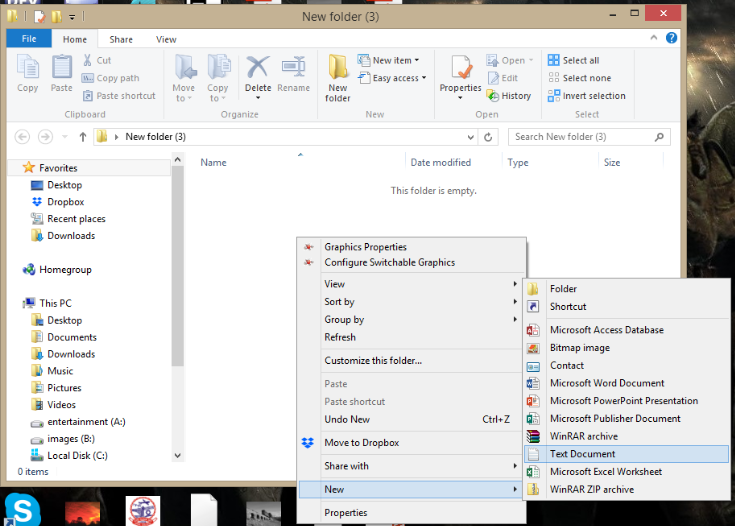 New folder (3)
File Home Share View
Copy
Paste
Cut
Copy path
Paste shortcut
Clipboard
Move to
Copy to
Delete
Rename
Organize
New folder
New item
Easy access
New
Properties
Open
Edit
History
Open
Select all
Select none
Invert selection
Select
New folder (3)
Search New folder (3)
Name Date modified Type Size
This folder is empty.
Favorites
Desktop
Dropbox
Recent places
Downloads
Homegroup
This PC
Desktop
Documents
Downloads
Music
Pictures
Videos
entertainment (A:)
images (B:)
Local Disk (C:)
0 items
Graphics Properties
Configure Switchable Graphics
View
Sort by
Group by
Refresh
Customize this folder...
Paste
Paste shortcut
Undo New Ctrl+Z
Move to Dropbox
Share with
New
Properties
Folder
Shortcut
Microsoft Access Database
Bitmap image
Contact
Microsoft Word Document
Microsoft PowerPoint Presentation
Microsoft Publisher Document
WinRAR archive
Text Document
Microsoft Excel Worksheet
WinRAR ZIP archive